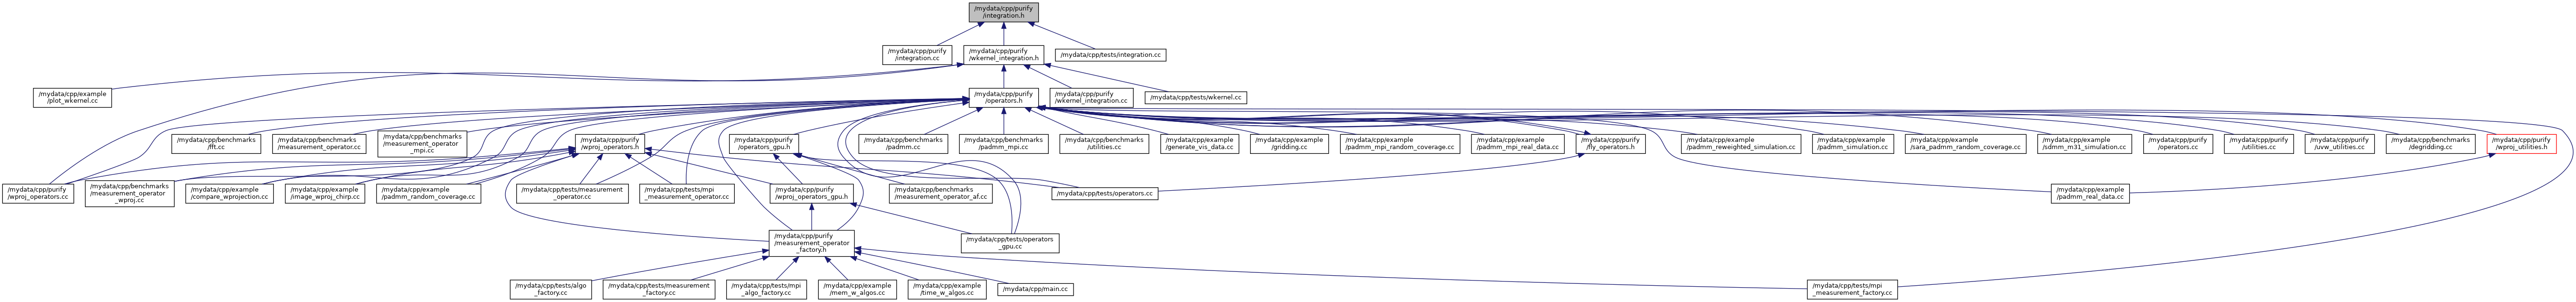 /mydata/cpp/purify
/integration.h
/mydata/cpp/purify
/integration.cc
/mydata/cpp/purify
/wkernel_integration.h
/mydata/cpp/tests/integration.cc
/mydata/cpp/example
/plot_wkernel.cc
/mydata/cpp/purify
/operators.h
/mydata/cpp/purify
/wkernel_integration.cc
/mydata/cpp/tests/wkernel.cc
/mydata/cpp/benchmarks
/fft.cc
/mydata/cpp/benchmarks
/measurement_operator.cc
/mydata/cpp/benchmarks
/measurement_operator
_mpi.cc
/mydata/cpp/purify
/wproj_operators.h
/mydata/cpp/purify
/operators_gpu.h
/mydata/cpp/benchmarks
/padmm.cc
/mydata/cpp/benchmarks
/padmm_mpi.cc
/mydata/cpp/benchmarks
/utilities.cc
/mydata/cpp/example
/generate_vis_data.cc
/mydata/cpp/example
/gridding.cc
/mydata/cpp/example
/padmm_mpi_random_coverage.cc
/mydata/cpp/example
/padmm_mpi_real_data.cc
/mydata/cpp/purify
/fly_operators.h
/mydata/cpp/example
/padmm_reweighted_simulation.cc
/mydata/cpp/example
/padmm_simulation.cc
/mydata/cpp/example
/sara_padmm_random_coverage.cc
/mydata/cpp/example
/sdmm_m31_simulation.cc
/mydata/cpp/purify
/operators.cc
/mydata/cpp/purify
/utilities.cc
/mydata/cpp/purify
/uvw_utilities.cc
/mydata/cpp/benchmarks
/degridding.cc
/mydata/cpp/purify
/wproj_utilities.h
/mydata/cpp/purify
/wproj_operators.cc
/mydata/cpp/benchmarks
/measurement_operator
_wproj.cc
/mydata/cpp/example
/compare_wprojection.cc
/mydata/cpp/example
/image_wproj_chirp.cc
/mydata/cpp/example
/padmm_random_coverage.cc
/mydata/cpp/tests/measurement
_operator.cc
/mydata/cpp/tests/mpi
_measurement_operator.cc
/mydata/cpp/purify
/wproj_operators_gpu.h
/mydata/cpp/benchmarks
/measurement_operator_af.cc
/mydata/cpp/tests/operators.cc
/mydata/cpp/example
/padmm_real_data.cc
/mydata/cpp/purify
/measurement_operator
_factory.h
/mydata/cpp/tests/operators
_gpu.cc
/mydata/cpp/tests/algo
_factory.cc
/mydata/cpp/tests/measurement
_factory.cc
/mydata/cpp/tests/mpi
_algo_factory.cc
/mydata/cpp/example
/mem_w_algos.cc
/mydata/cpp/example
/time_w_algos.cc
/mydata/cpp/main.cc
/mydata/cpp/tests/mpi
_measurement_factory.cc